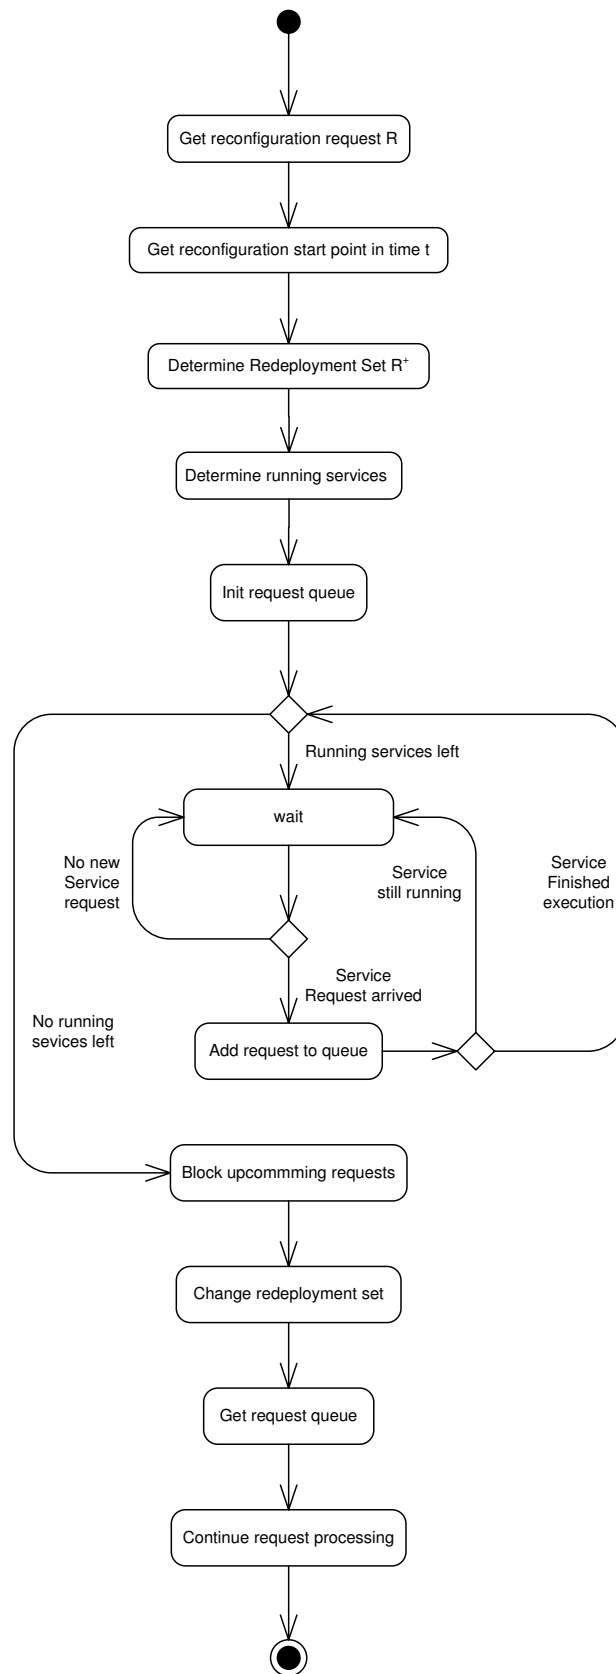 Get reconfiguration request R
Get reconfiguration start point in time t
Determine Redeployment Set R⁺
Determine running services
Init request queue
Running services left
wait
No new
Service
request
Service
still running
Service
Finished
execution
Service
Request arrived
No running
sevices left
Add request to queue
Block upcommming requests
Change redeployment set
Get request queue
Continue request processing